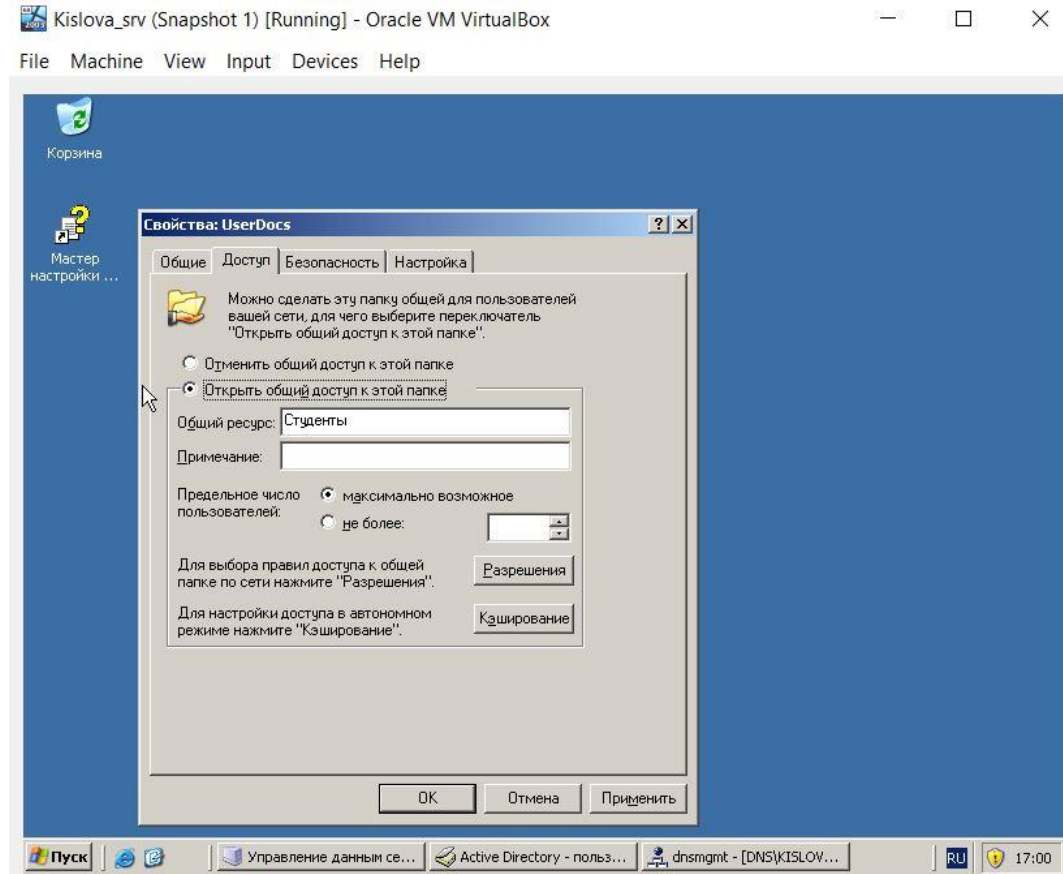 Kislova_srv (Snapshot 1) [Running] - Oracle VM VirtualBox
File Machine View Input Devices Help
Корзина
Мастер
настройки ...
Свойства: UserDocs
Общие Доступ Безопасность Настройка
Можно сделать эту папку общей для пользователей
вашей сети, для чего выберите переключатель
"Открыть общий доступ к этой папке".
Отменить общий доступ к этой папке
Открыть общий доступ к этой папке
Общий ресурс: Студенты
Примечание:
Предельное число
пользователей:
максимально возможное
не более:
Для выбора правил доступа к общей
папке по сети нажмите "Разрешения".
Разрешения
Для настройки доступа в автономном
режиме нажмите "Кэширование".
Кэширование
OK Отмена Применить
Пуск Управление данным се... Active Directory - польз... dnsmgmt - [DNS\KISLOV... RU 17:00